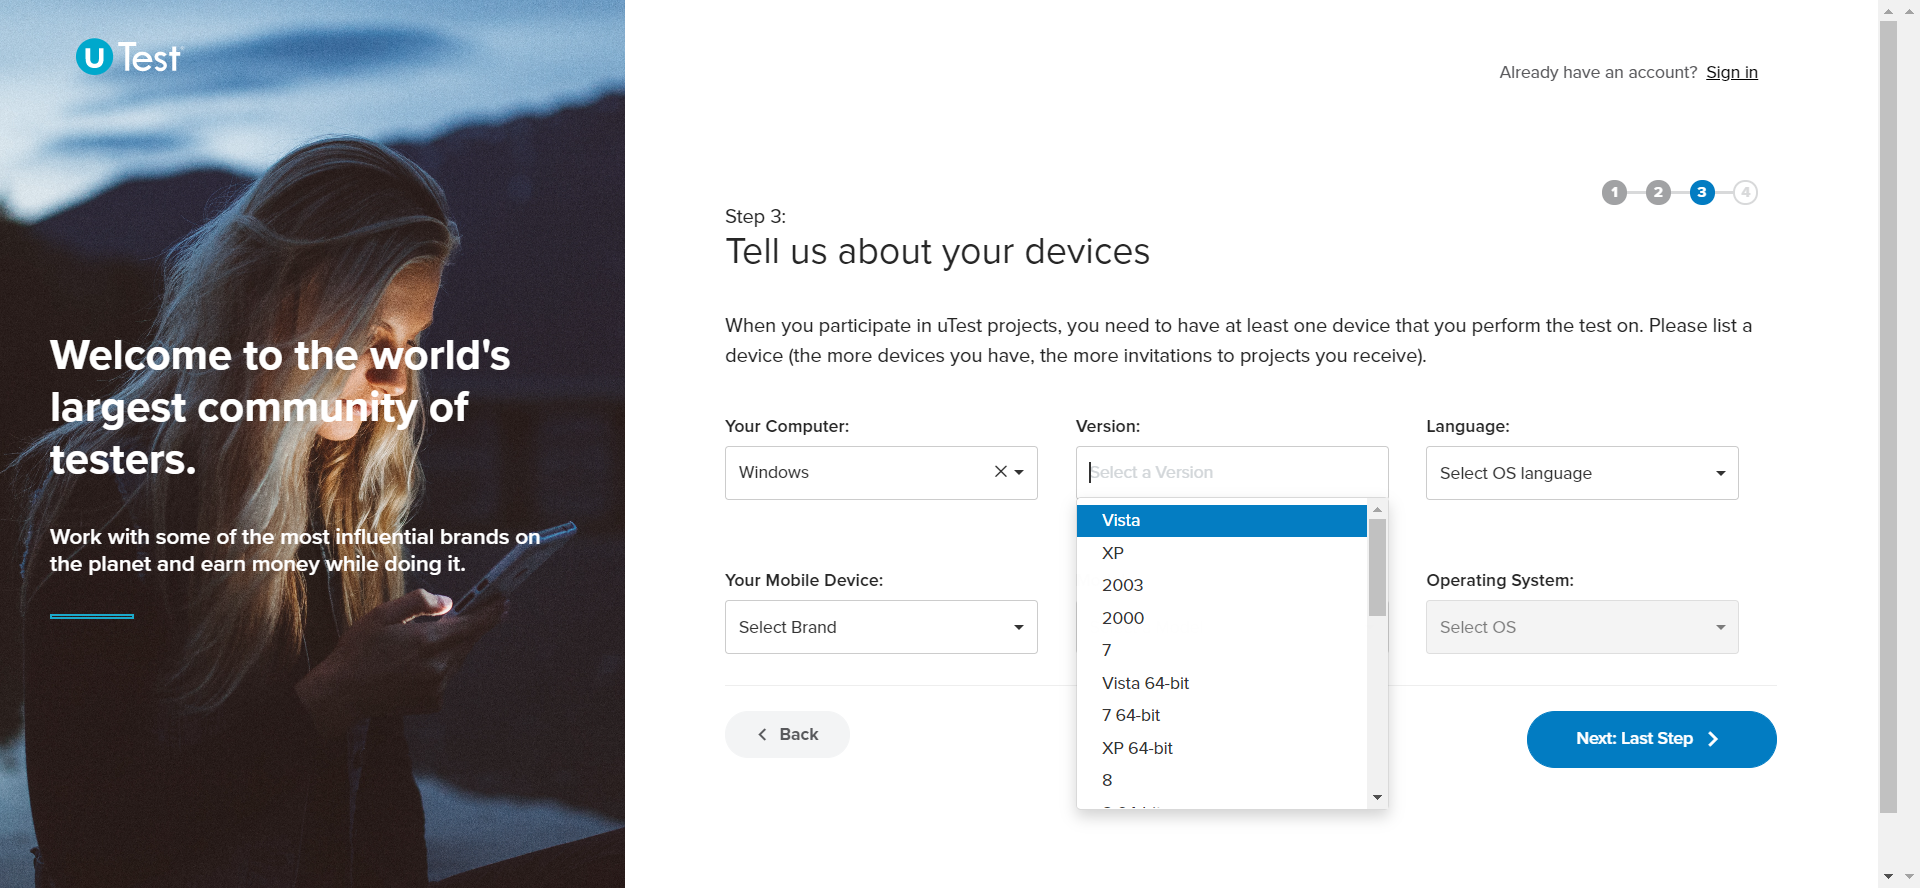 U Test
Already have an account? Sign in
1 2 3 4
Step 3:
Tell us about your devices
When you participate in uTest projects, you need to have at least one device that you perform the test on. Please list a
device (the more devices you have, the more invitations to projects you receive).
Welcome to the world's
largest community of
testers.
Work with some of the most influential brands on
the planet and earn money while doing it.
Your Computer:
Windows
Version:
Select a Version
Vista
XP
2003
2000
7
Vista 64-bit
7 64-bit
XP 64-bit
8
Language:
Select OS language
Your Mobile Device:
Select Brand
Operating System:
Select OS
Back
Next: Last Step